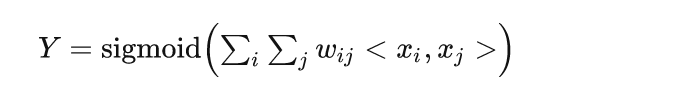 Y = sigmoid(∑ᵢ ∑ⱼ wᵢⱼ < xᵢ, xⱼ >)